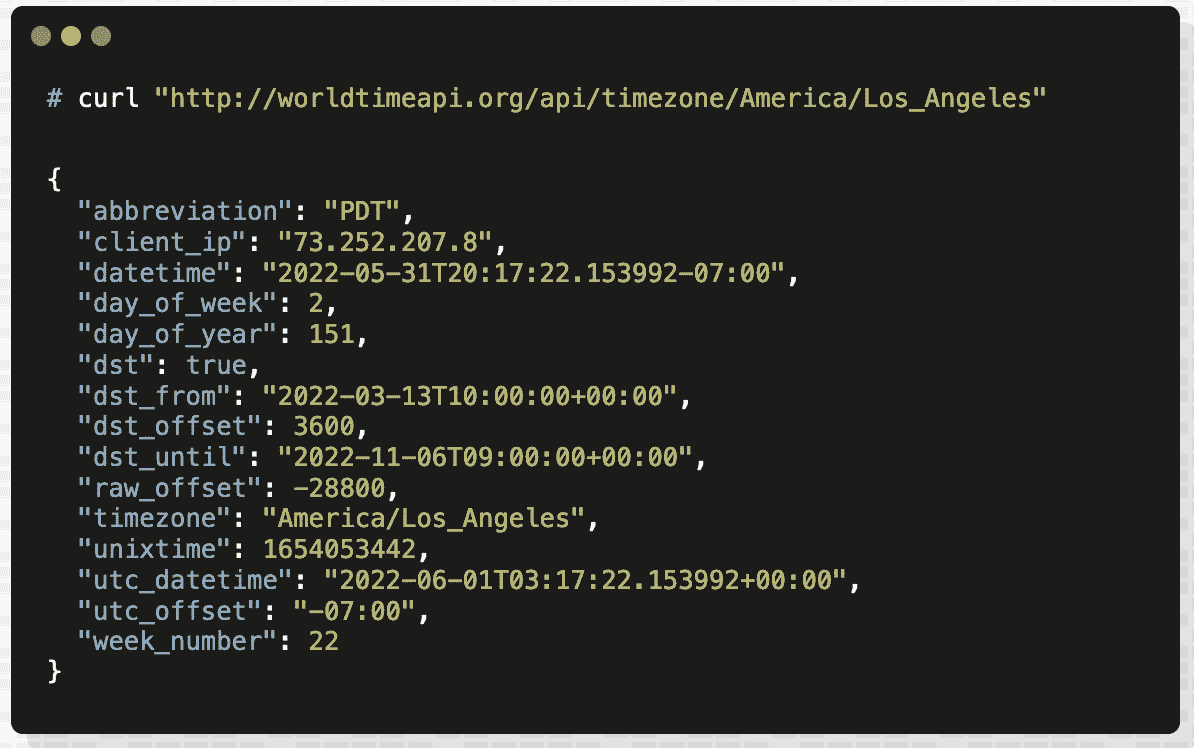 # curl "http://worldtimeapi.org/api/timezone/America/Los_Angeles"
{
"abbreviation": "PDT",
"client_ip": "73.252.207.8",
"datetime": "2022-05-31T20:17:22.153992-07:00",
"day_of_week": 2,
"day_of_year": 151,
"dst": true,
"dst_from": "2022-03-13T10:00:00+00:00",
"dst_offset": 3600,
"dst_until": "2022-11-06T09:00:00+00:00",
"raw_offset": -28800,
"timezone": "America/Los_Angeles",
"unixtime": 1654053442,
"utc_datetime": "2022-06-01T03:17:22.153992+00:00",
"utc_offset": "-07:00",
"week_number": 22
}